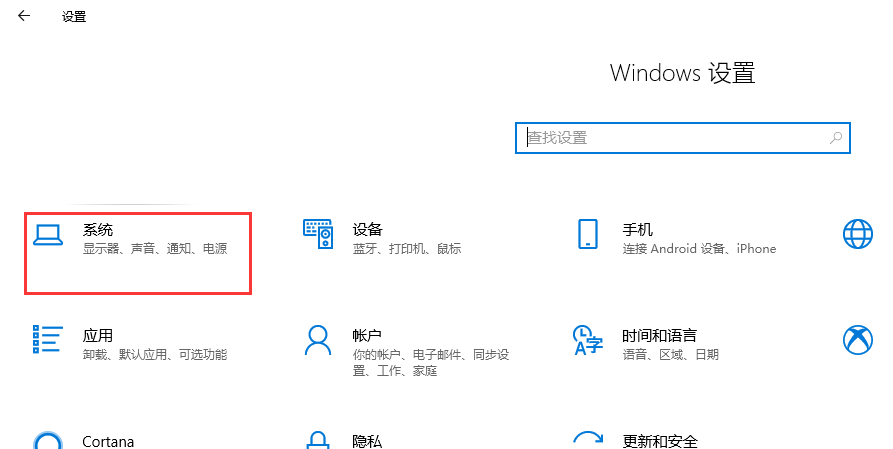 设置
Windows 设置
查找设置
系统
显示器、声音、通知、电源
设备
蓝牙、打印机、鼠标
手机
连接 Android 设备、iPhone
应用
卸载、默认应用、可选功能
帐户
你的帐户、电子邮件、同步设
置、工作、家庭
时间和语言
语音、区域、日期
Cortana
隐私
更新和安全